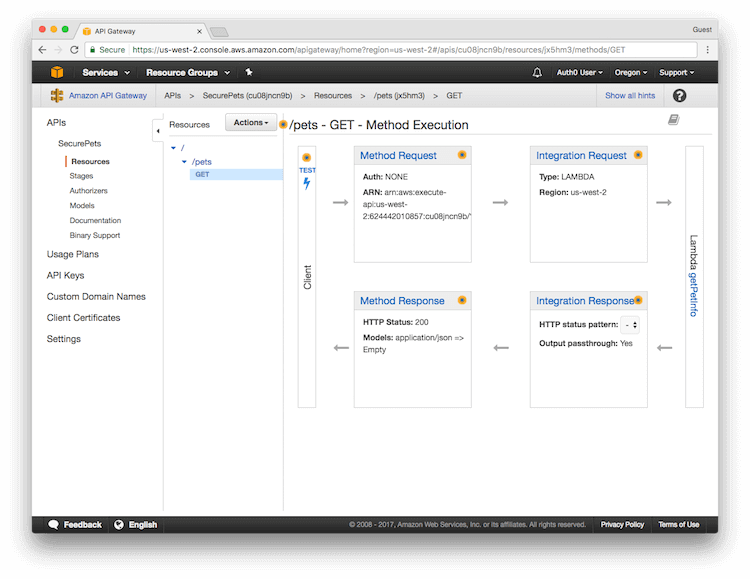 API Gateway
Guest
Secure https://us-west-2.console.aws.amazon.com/apigateway/home?region=us-west-2#/apis/cu08jncn9b/resources/jx5hm3/methods/GET
Services Resource Groups Auth0 User Oregon Support
Amazon API Gateway APIs > SecurePets (cu08jncn9b) > Resources > /pets (jx5hm3) > GET Show all hints ?
APIs
SecurePets
Resources
Stages
Authorizers
Models
Documentation
Binary Support
Usage Plans
API Keys
Custom Domain Names
Client Certificates
Settings
Resources Actions
/
/pets
GET
/pets - GET - Method Execution
TEST
Client
Method Request
Auth: NONE
ARN: arn:aws:execute-
api:us-west-
2:624442010857:cu08jncn9b/*
Integration Request
Type: LAMBDA
Region: us-west-2
Lambda getPetInfo
Method Response
HTTP Status: 200
Models: application/json =>
Empty
Integration Response
HTTP status pattern: -
Output passthrough: Yes
Feedback English © 2008 - 2017, Amazon Web Services, Inc. or its affiliates. All rights reserved. Privacy Policy Terms of Use